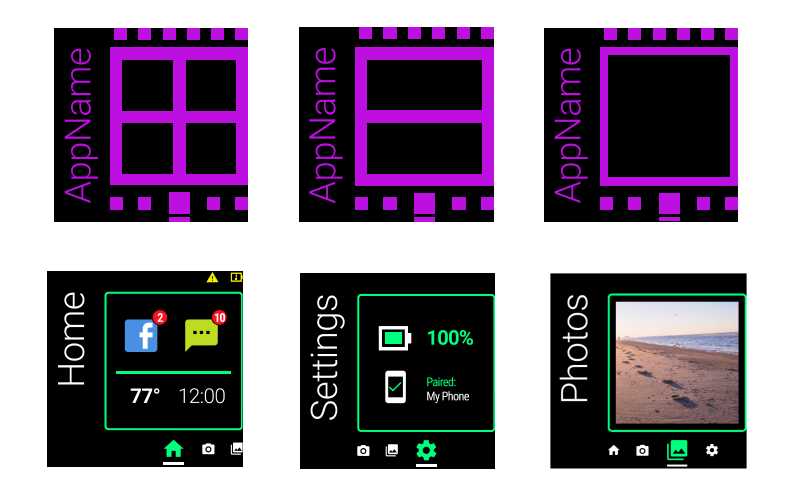 AppName
AppName
AppName
Home
f
2
10
77° 12:00
Settings
100%
Paired:
My Phone
Photos